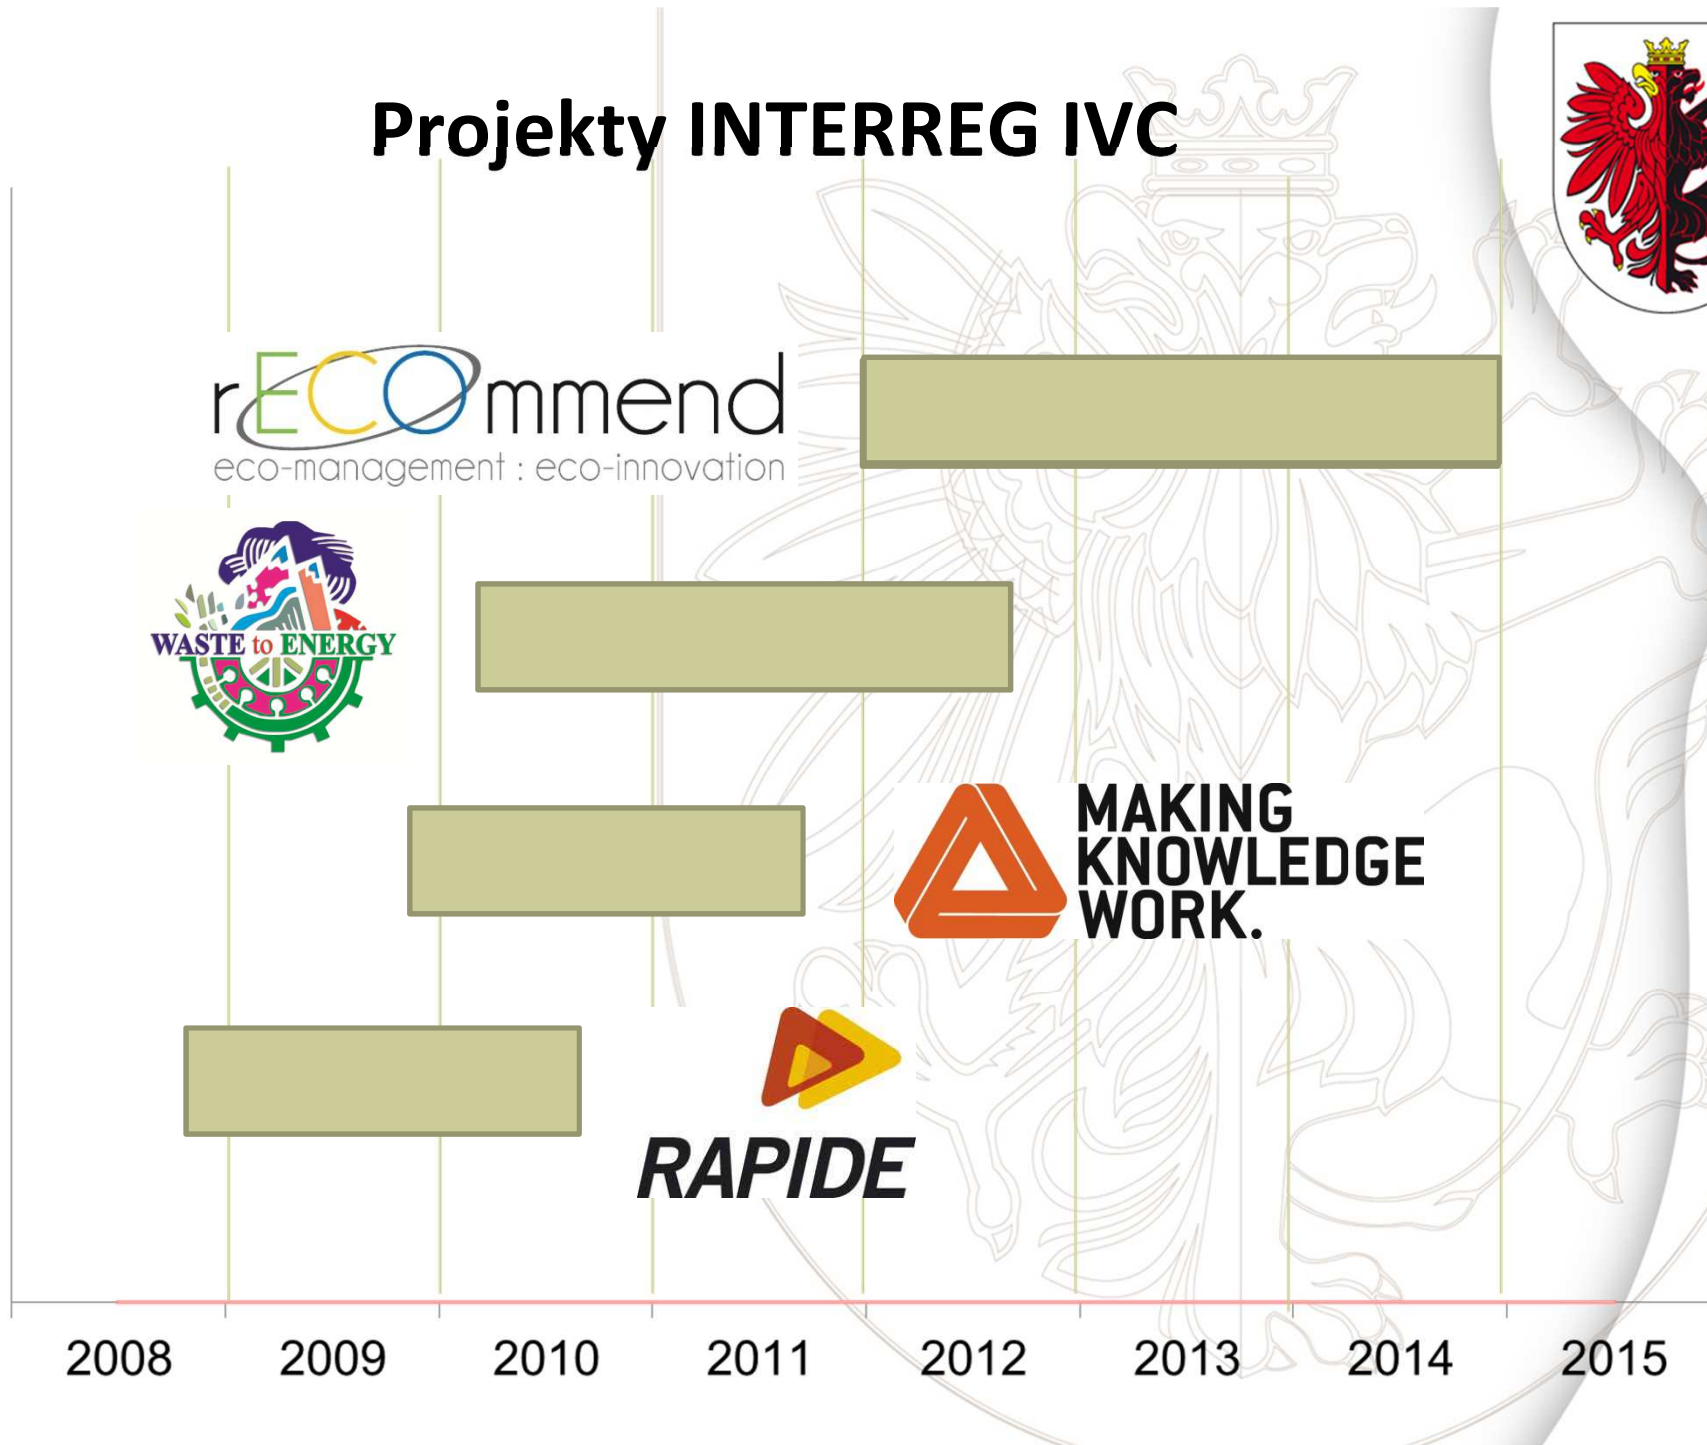 Projekty INTERREG IVC
rECOmmend
eco-management : eco-innovation
WASTE to ENERGY
MAKING
KNOWLEDGE
WORK.
RAPIDE
2008 2009 2010 2011 2012 2013 2014 2015